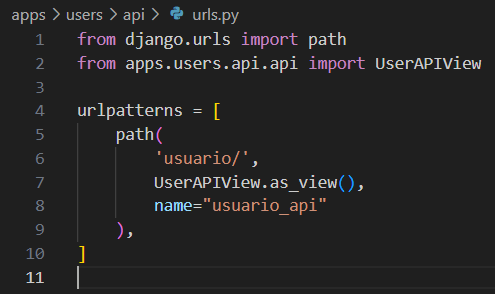 apps > users > api > urls.py
1 from django.urls import path
2 from apps.users.api.api import UserAPIView
3
4 urlpatterns = [
5     path(
6         'usuario/',
7         UserAPIView.as_view(),
8         name="usuario_api"
9     ),
10 ]
11